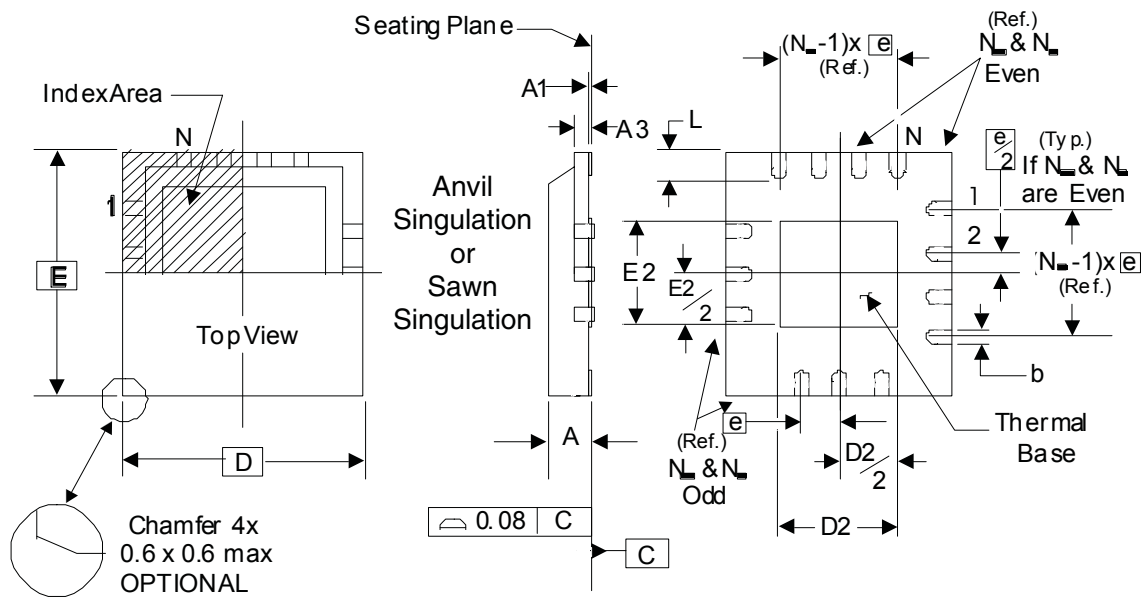 Seating Plane
Index Area
N
1
E
Top View
D
Chamfer 4x
0.6 x 0.6 max
OPTIONAL
A1
A3
L
Anvil
Singulation
or
Sawn
Singulation
A
0.08 C
C
(N -1)x e
(Ref.)
(Ref.)
N & N
Even
N
e/2
(Typ.)
If N & N
are Even
1
2
(N -1)x e
(Ref.)
E2
E2/2
b
e
(Ref.)
N & N
Odd
D2/2
D2
Thermal
Base